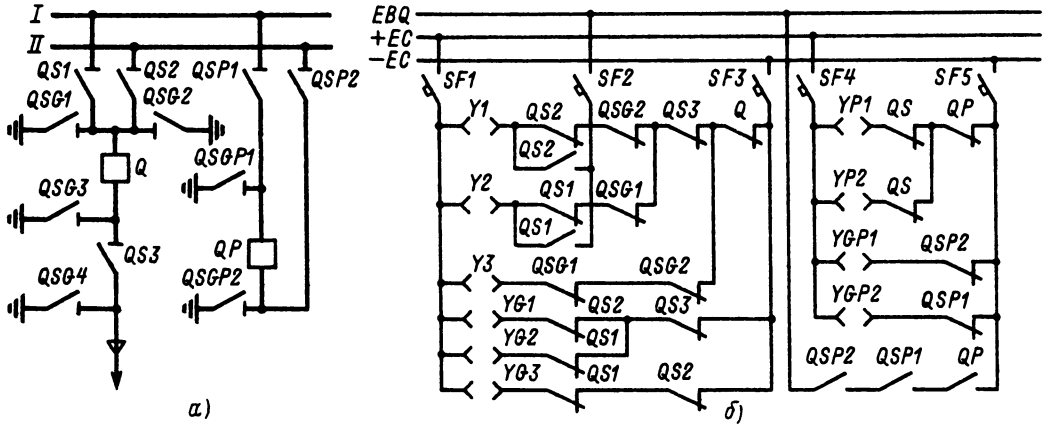 I
II
QS1
QS2
QSP1
QSP2
QSG1
QSG2
QSGP1
Q
QSG3
QP
QS3
QSG4
QSGP2
а)
EBQ
+EC
−EC
SF1
SF2
SF3
SF4
SF5
Y1
QS2
QSG2
QS3
Q
YP1
QS
QP
QS2
Y2
QS1
QSG1
YP2
QS
QS1
Y3
QSG1
QSG2
YGP1
QSP2
YG1
QS2
QS3
YGP2
QSP1
YG2
QS1
YG3
QS1
QS2
QSP2
QSP1
QP
б)